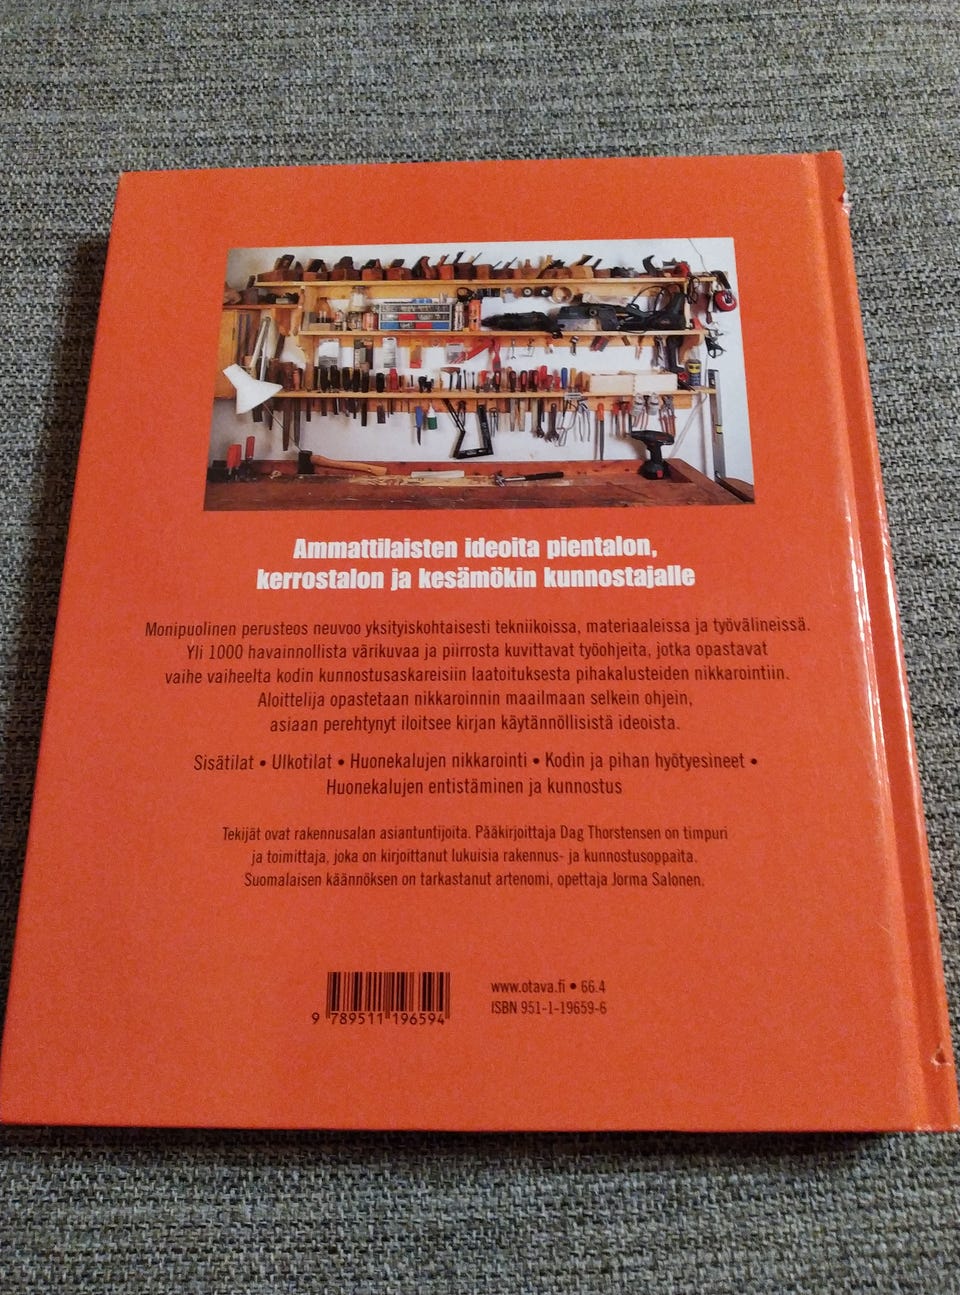 Ammattilaisten ideoita pientalon,
kerrostalon ja kesämökin kunnostajalle
Monipuolinen perusteos neuvoo yksityiskohtaisesti tekniikoissa, materiaaleissa ja työvälineissä.
Yli 1000 havainnollista värikuvaa ja piirrosta kuvittavat työohjeita, jotka opastavat
vaihe vaiheelta kodin kunnostusaskareisiin laatoituksesta pihakalusteiden nikkarointiin.
Aloittelija opastetaan nikkaroinnin maailmaan selkein ohjein,
asiaan perehtynyt iloitsee kirjan käytännöllisistä ideoista.
Sisätilat • Ulkotilat • Huonekalujen nikkarointi • Kodin ja pihan hyötyesineet •
Huonekalujen entistäminen ja kunnostus
Tekijät ovat rakennusalan asiantuntijoita. Pääkirjoittaja Dag Thorstensen on timpuri
ja toimittaja, joka on kirjoittanut lukuisia rakennus- ja kunnostusoppaita.
Suomalaisen käännöksen on tarkastanut artenomi, opettaja Jorma Salonen.
www.otava.fi • 66.4
ISBN 951-1-19659-6
9 789511 196594